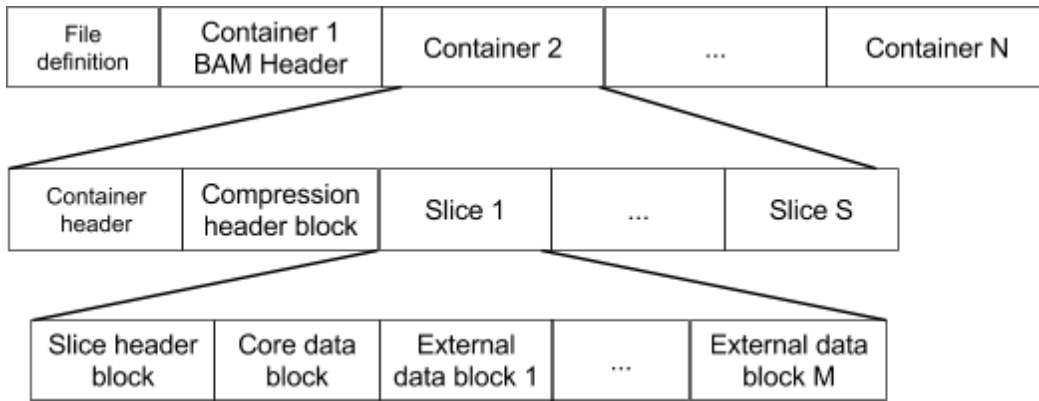 File
definition
Container 1
BAM Header
Container 2
...
Container N
Container
header
Compression
header block
Slice 1
...
Slice S
Slice header
block
Core data
block
External
data block 1
...
External data
block M